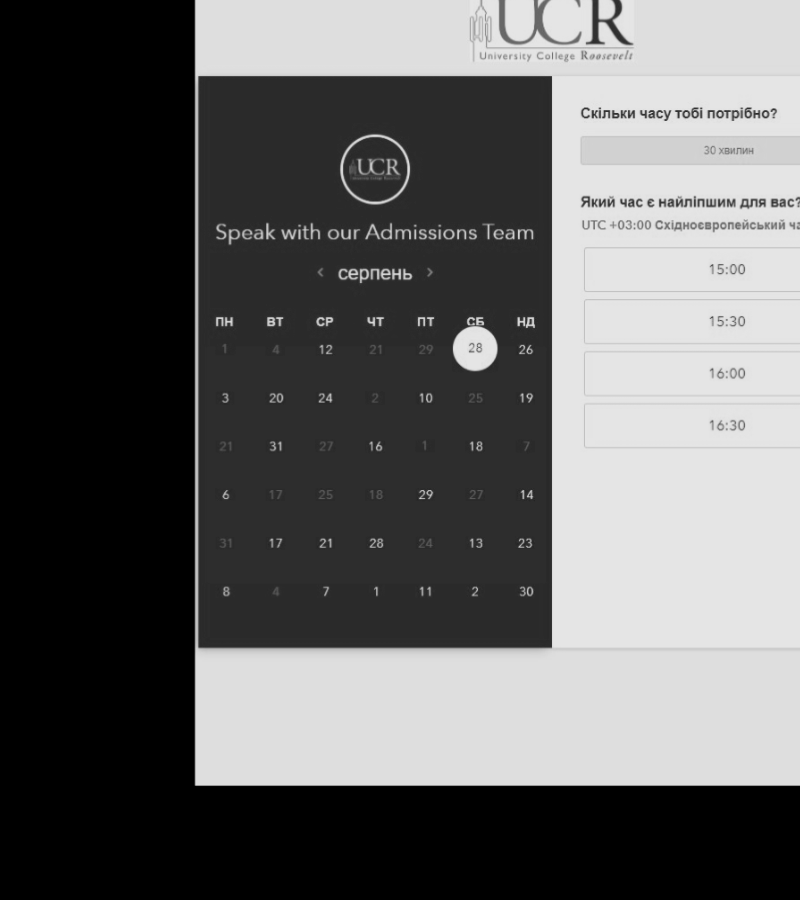 UCR
University College Roosevelt
UCR
Speak with our Admissions Team
‹ серпень ›
ПН ВТ СР ЧТ ПТ СБ НД
1 4 12 21 29 28 26
3 20 24 2 10 25 19
21 31 27 16 1 18 7
6 17 25 18 29 27 14
31 17 21 28 24 13 23
8 4 7 1 11 2 30
Скільки часу тобі потрібно?
30 хвилин
Який час є найліпшим для вас?
UTC +03:00 Східноєвропейський ча
15:00
15:30
16:00
16:30